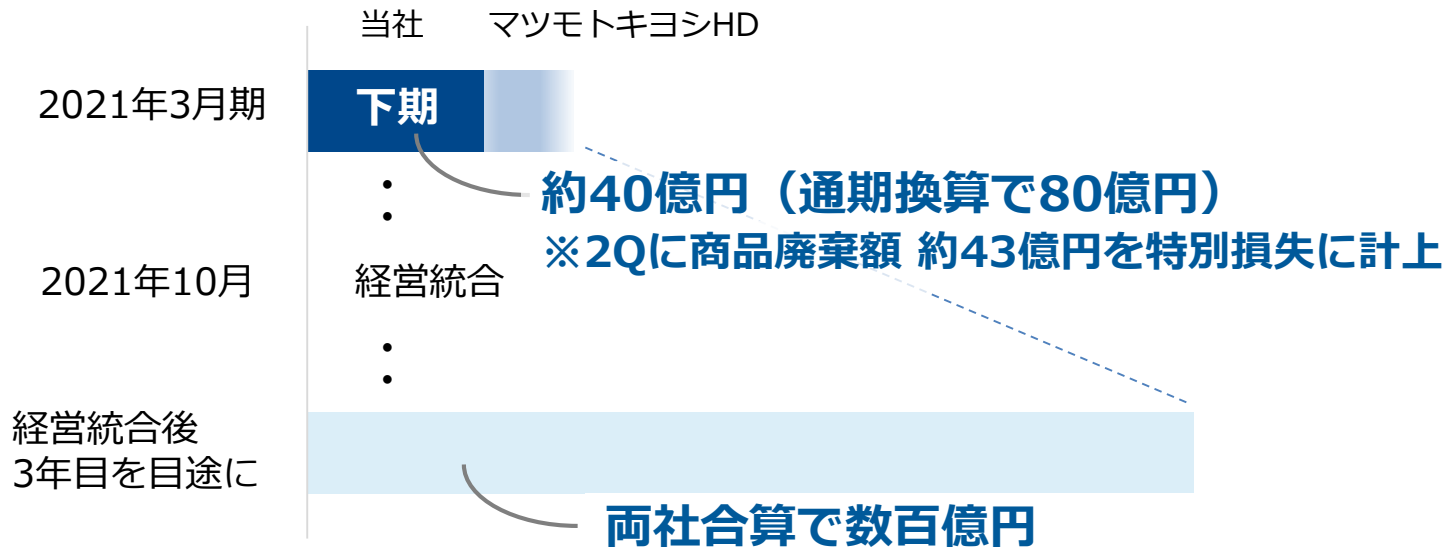 当社 マツモトキヨシHD
2021年3月期 下期
約40億円（通期換算で80億円）
※2Qに商品廃棄額 約43億円を特別損失に計上
2021年10月 経営統合
経営統合後
3年目を目途に
両社合算で数百億円